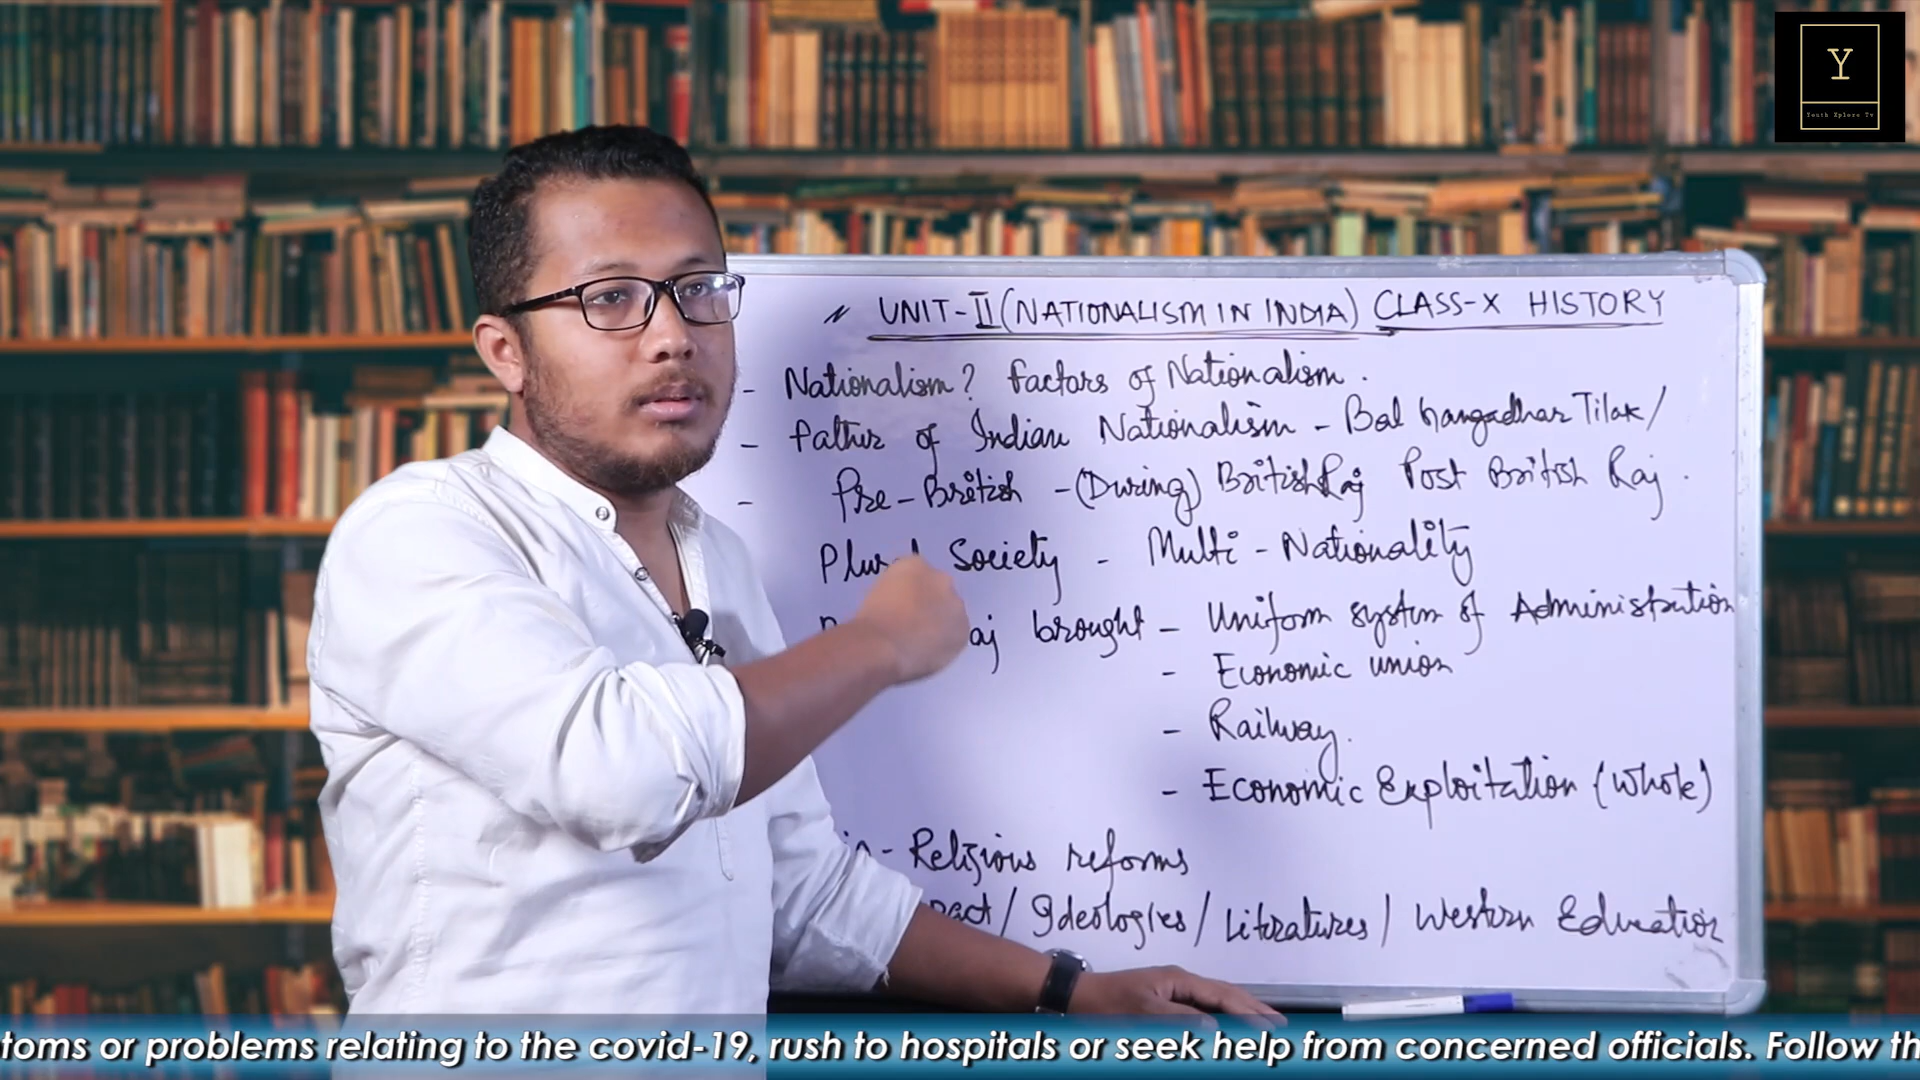 Y
Youth Xplore Tv
UNIT-II (NATIONALISM IN INDIA) CLASS-X HISTORY
- Nationalism? factors of Nationalism.
- father of Indian Nationalism - Bal Gangadhar Tilak/
- Pre-British - (During) British Raj Post British Raj.
Society - Multi-Nationality
brought - Uniform system of Administration
- Economic union
- Railway.
- Economic Exploitation (whole)
- Religious reforms
/ Ideologies / Literatures / Western Education
toms or problems relating to the covid-19, rush to hospitals or seek help from concerned officials. Follow th